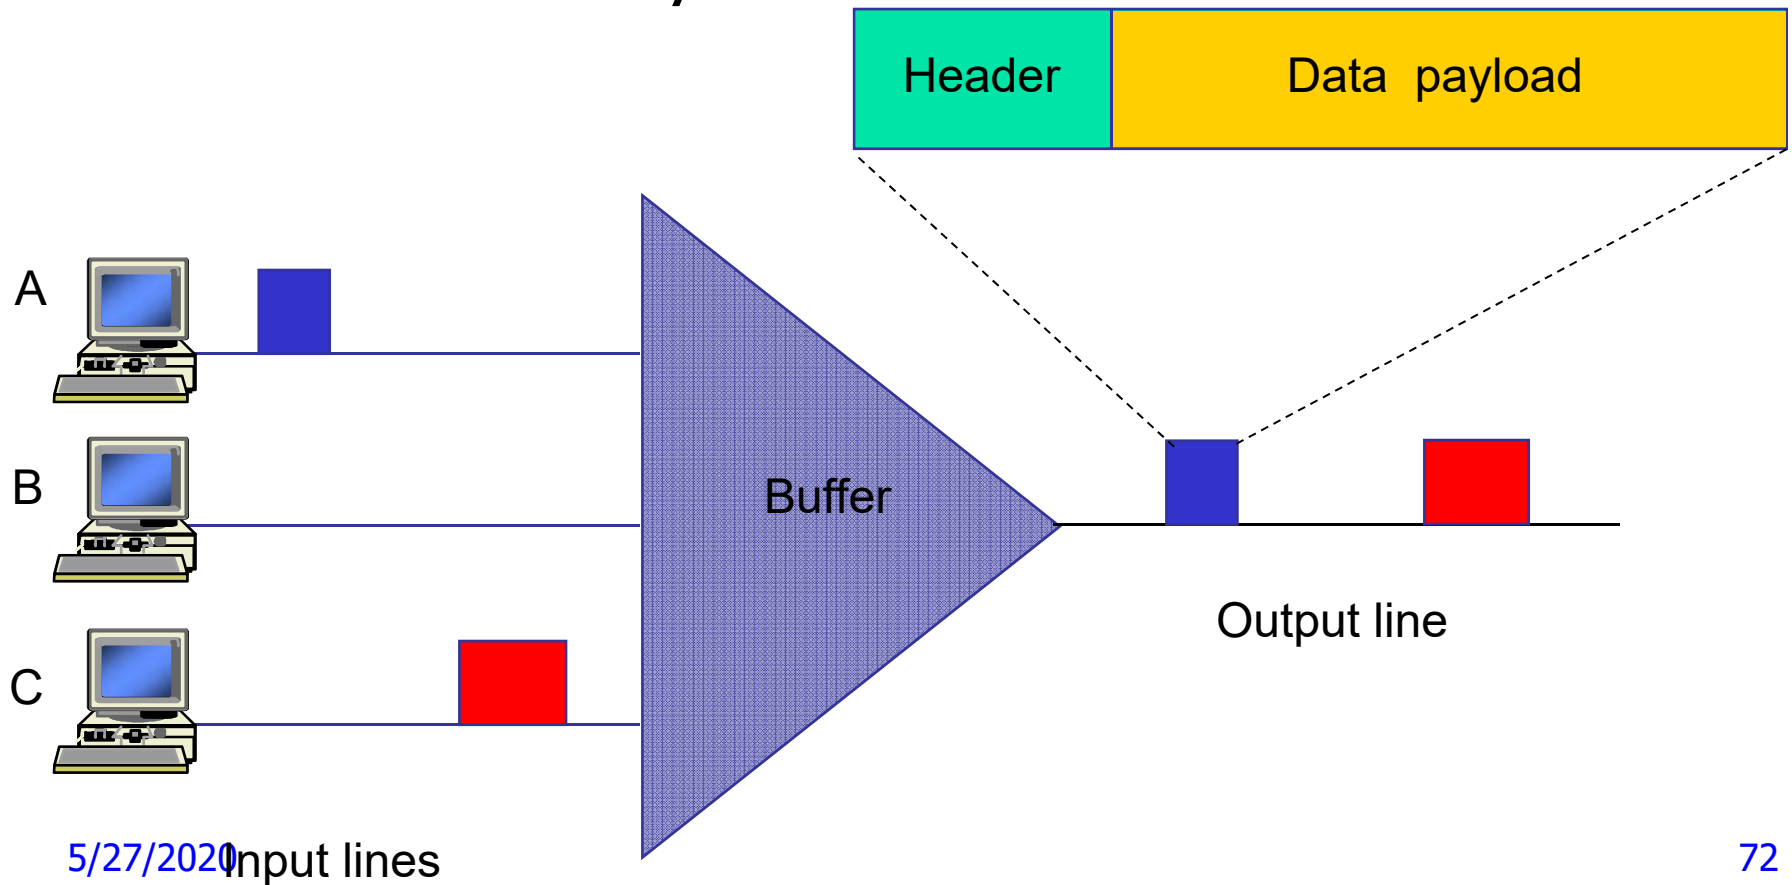 Header Data payload
A
B
Buffer
Output line
C
5/27/2020 Input lines
72